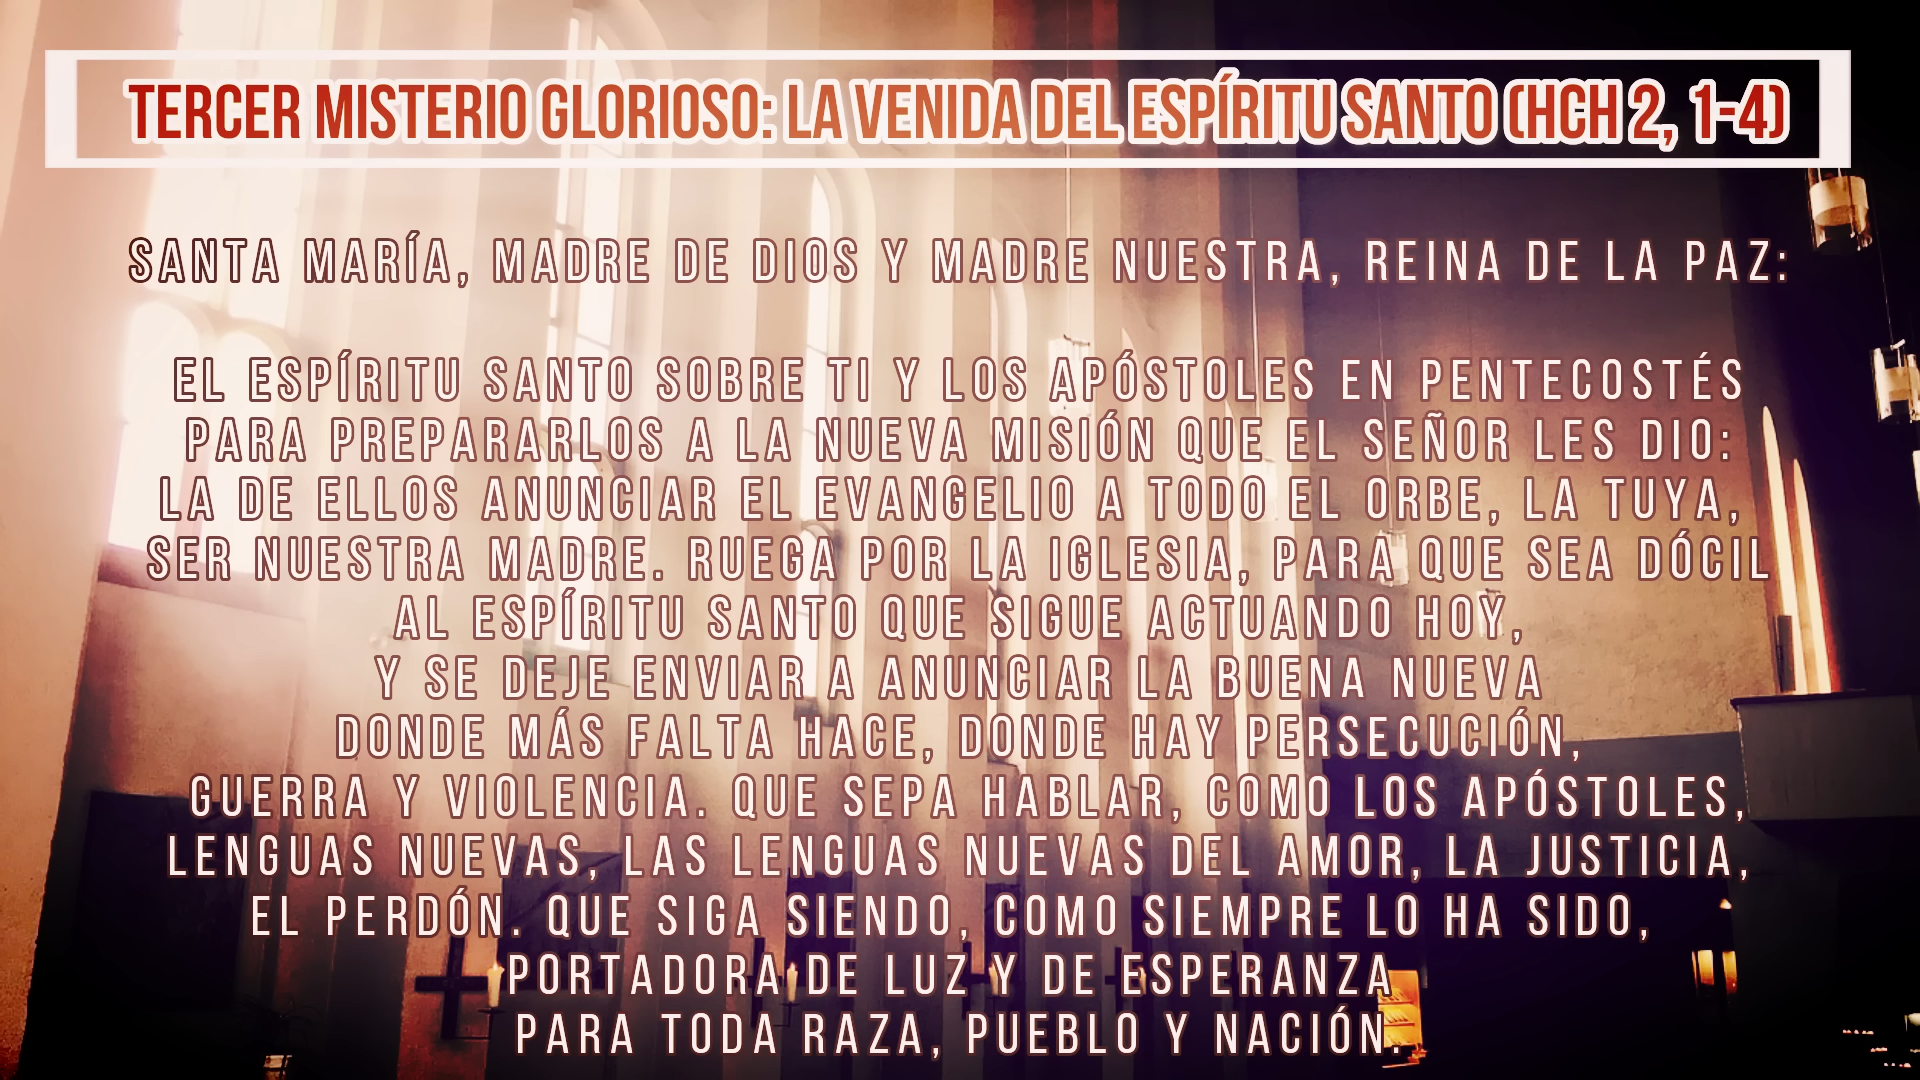 TERCER MISTERIO GLORIOSO: LA VENIDA DEL ESPÍRITU SANTO (HCH 2, 1-4)
SANTA MARÍA, MADRE DE DIOS Y MADRE NUESTRA, REINA DE LA PAZ:
EL ESPÍRITU SANTO SOBRE TI Y LOS APÓSTOLES EN PENTECOSTÉS
PARA PREPARARLOS A LA NUEVA MISIÓN QUE EL SEÑOR LES DIO:
LA DE ELLOS ANUNCIAR EL EVANGELIO A TODO EL ORBE, LA TUYA,
SER NUESTRA MADRE. RUEGA POR LA IGLESIA, PARA QUE SEA DÓCIL
AL ESPÍRITU SANTO QUE SIGUE ACTUANDO HOY,
Y SE DEJE ENVIAR A ANUNCIAR LA BUENA NUEVA
DONDE MÁS FALTA HACE, DONDE HAY PERSECUCIÓN,
GUERRA Y VIOLENCIA. QUE SEPA HABLAR, COMO LOS APÓSTOLES,
LENGUAS NUEVAS, LAS LENGUAS NUEVAS DEL AMOR, LA JUSTICIA,
EL PERDÓN. QUE SIGA SIENDO, COMO SIEMPRE LO HA SIDO,
PORTADORA DE LUZ Y DE ESPERANZA
PARA TODA RAZA, PUEBLO Y NACIÓN.